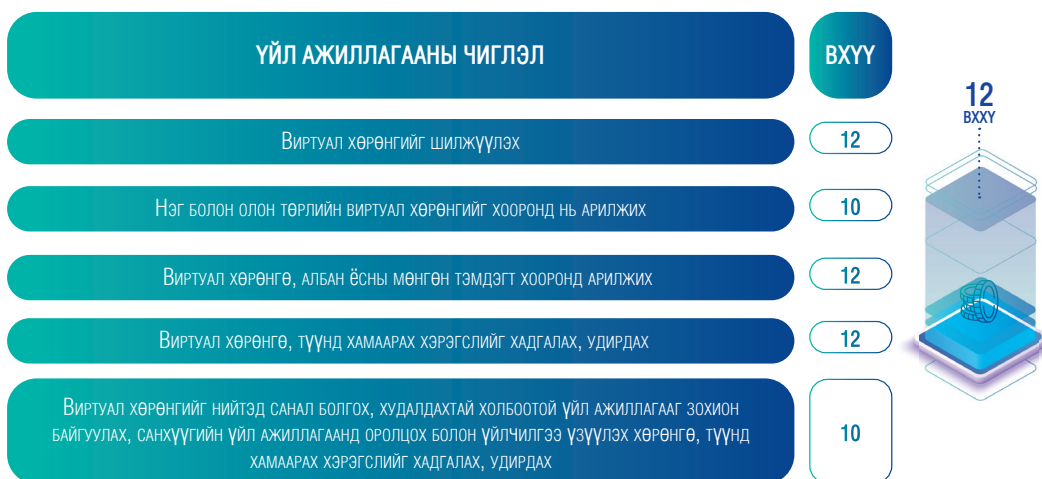 ҮЙЛ АЖИЛЛАГААНЫ ЧИГЛЭЛ
ВХҮҮ
12
ВХХҮ
Виртуал хөрөнгийг шилжүүлэх
12
Нэг болон олон төрлийн виртуал хөрөнгийг хооронд нь арилжих
10
Виртуал хөрөнгө, албан ёсны мөнгөн тэмдэгт хооронд арилжих
12
Виртуал хөрөнгө, түүнд хамаарах хэрэгслийг хадгалах, удирдах
12
Виртуал хөрөнгийг нийтэд санал болгох, худалдахтай холбоотой үйл ажиллагааг зохион
байгуулах, санхүүгийн үйл ажиллагаанд оролцох болон үйлчилгээ үзүүлэх хөрөнгө, түүнд
хамаарах хэрэгслийг хадгалах, удирдах
10